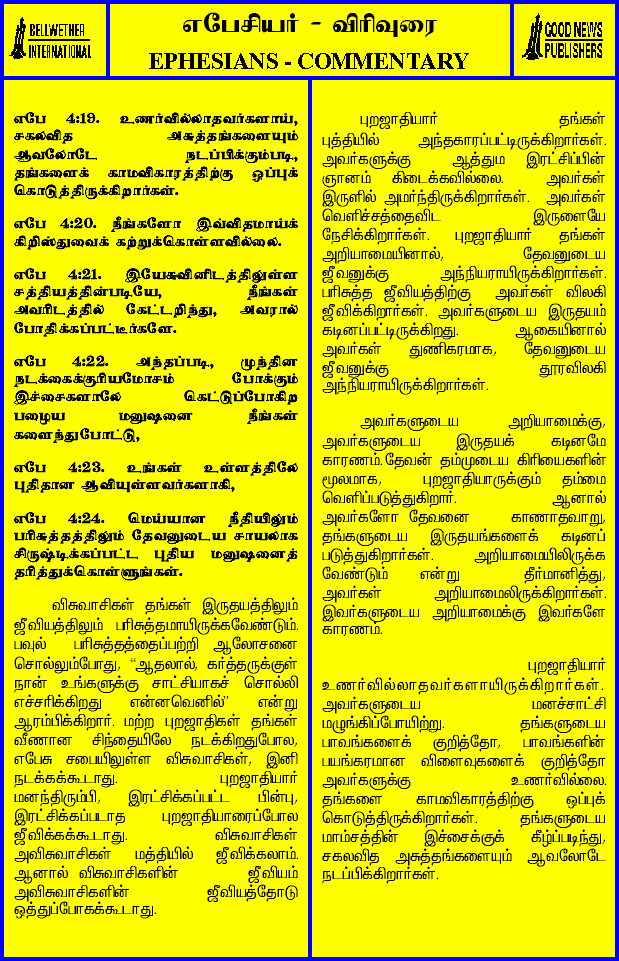 BELLWETHER
INTERNATIONAL
எபேசியர் - விரிவுரை
EPHESIANS - COMMENTARY
GOOD NEWS
PUBLISHERS
எபே 4:19. உணர்வில்லாதவர்களாய்,
சகலவித அசுத்தங்களையும்
ஆவலோடே நடப்பிக்கும்படி,
தங்களைக் காமவிகாரத்திற்கு ஒப்புக்
கொடுத்திருக்கிறார்கள்.
எபே 4:20. நீங்களோ இவ்விதமாய்க்
கிறிஸ்துவைக் கற்றுக்கொள்ளவில்லை.
எபே 4:21. இயேசுவினிடத்திலுள்ள
சத்தியத்தின்படியே, நீங்கள்
அவரிடத்தில் கேட்டறிந்து, அவரால்
போதிக்கப்பட்டீர்களே.
எபே 4:22. அந்தப்படி, முந்தின
நடக்கைக்குரியமோசம் போக்கும்
இச்சைகளாலே கெட்டுப்போகிற
பழைய மனுஷனை நீங்கள்
களைந்துபோட்டு,
எபே 4:23. உங்கள் உள்ளத்திலே
புதிதான ஆவியுள்ளவர்களாகி,
எபே 4:24. மெய்யான நீதியிலும்
பரிசுத்தத்திலும் தேவனுடைய சாயலாக
சிருஷ்டிக்கப்பட்ட புதிய மனுஷனைத்
தரித்துக்கொள்ளுங்கள்.
விசுவாசிகள் தங்கள் இருதயத்திலும்
ஜீவியத்திலும் பரிசுத்தமாயிருக்கவேண்டும்.
பவுல் பரிசுத்தத்தைப்பற்றி ஆலோசனை
சொல்லும்போது, “ஆதலால், கர்த்தருக்குள்
நான் உங்களுக்கு சாட்சியாகச் சொல்லி
எச்சரிக்கிறது என்னவெனில்” என்று
ஆரம்பிக்கிறார். மற்ற புறஜாதிகள் தங்கள்
வீணான சிந்தையிலே நடக்கிறதுபோல,
எபேசு சபையிலுள்ள விசுவாசிகள், இனி
நடக்கக்கூடாது. புறஜாதியார்
மனந்திரும்பி, இரட்சிக்கப்பட்ட பின்பு,
இரட்சிக்கப்படாத புறஜாதியாரைப்போல
ஜீவிக்கக்கூடாது. விசுவாசிகள்
அவிசுவாசிகள் மத்தியில் ஜீவிக்கலாம்.
ஆனால் விசுவாசிகளின் ஜீவியம்
அவிசுவாசிகளின் ஜீவியத்தோடு
ஒத்துப்போகக்கூடாது.
புறஜாதியார் தங்கள்
புத்தியில் அந்தகாரப்பட்டிருக்கிறார்கள்.
அவர்களுக்கு ஆத்தும இரட்சிப்பின்
ஞானம் கிடைக்கவில்லை. அவர்கள்
இருளில் அமர்ந்திருக்கிறார்கள். அவர்கள்
வெளிச்சத்தைவிட இருளையே
நேசிக்கிறார்கள். புறஜாதியார் தங்கள்
அறியாமையினால், தேவனுடைய
ஜீவனுக்கு அந்நியராயிருக்கிறார்கள்.
பரிசுத்த ஜீவியத்திற்கு அவர்கள் விலகி
ஜீவிக்கிறார்கள். அவர்களுடைய இருதயம்
கடினப்பட்டிருக்கிறது. ஆகையினால்
அவர்கள் துணிகரமாக, தேவனுடைய
ஜீவனுக்கு தூரவிலகி
அந்நியராயிருக்கிறார்கள்.
அவர்களுடைய அறியாமைக்கு,
அவர்களுடைய இருதயக் கடினமே
காரணம்.தேவன் தம்முடைய கிரியைகளின்
மூலமாக, புறஜாதியாருக்கும் தம்மை
வெளிப்படுத்துகிறார். ஆனால்
அவர்களோ தேவனை காணாதவாறு,
தங்களுடைய இருதயங்களைக் கடினப்
படுத்துகிறார்கள். அறியாமையிலிருக்க
வேண்டும் என்று தீர்மானித்து,
அவர்கள் அறியாமைலிருக்கிறார்கள்.
இவர்களுடைய அறியாமைக்கு இவர்களே
காரணம்.
புறஜாதியார்
உணர்வில்லாதவர்களாயிருக்கிறார்கள்.
அவர்களுடைய மனச்சாட்சி
மழுங்கிப்போயிற்று. தங்களுடைய
பாவங்களைக் குறித்தோ, பாவங்களின்
பயங்கரமான விளைவுகளைக் குறித்தோ
அவர்களுக்கு உணர்வில்லை.
தங்களை காமவிகாரத்திற்கு ஒப்புக்
கொடுத்திருக்கிறார்கள். தங்களுடைய
மாம்சத்தின் இச்சைக்குக் கீழ்ப்படிந்து,
சகலவித அசுத்தங்களையும் ஆவலோடே
நடப்பிக்கிறார்கள்.